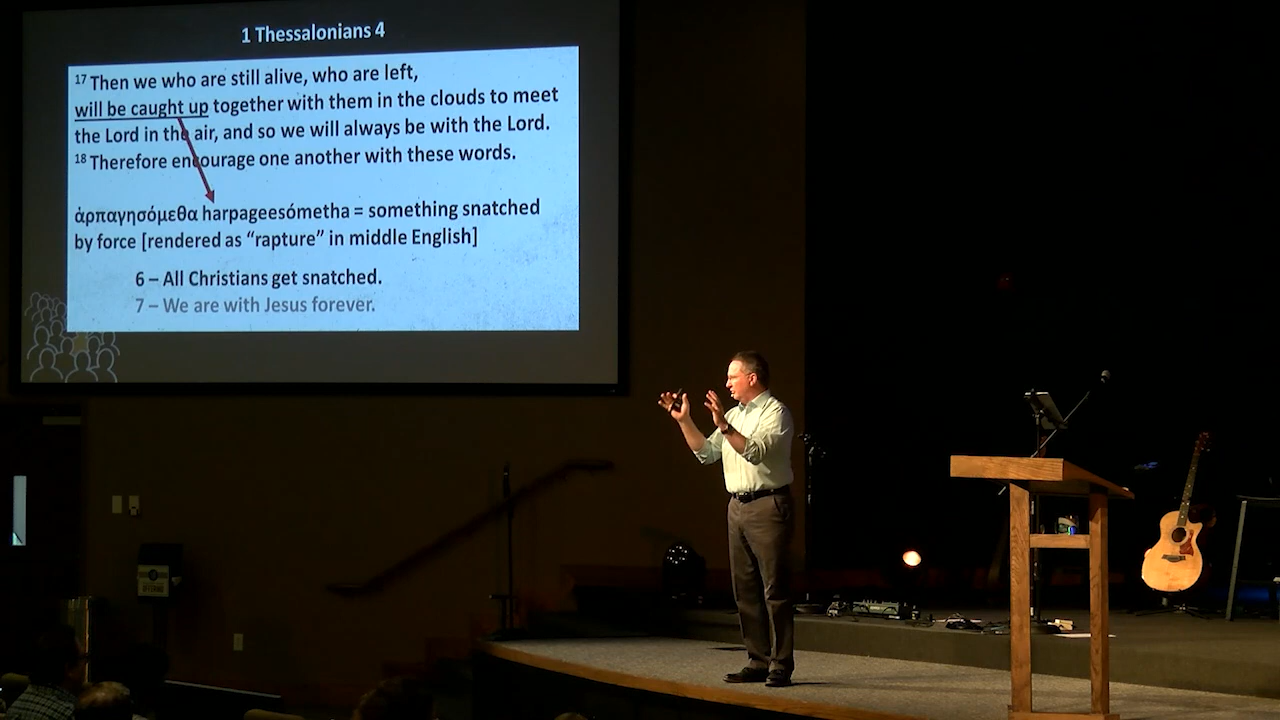 1 Thessalonians 4
17 Then we who are still alive, who are left,
will be caught up together with them in the clouds to meet
the Lord in the air, and so we will always be with the Lord.
18 Therefore encourage one another with these words.
ἁρπαγησόμεθα harpageesómetha = something snatched
by force [rendered as “rapture” in middle English]
6 – All Christians get snatched.
7 – We are with Jesus forever.
OFFERING